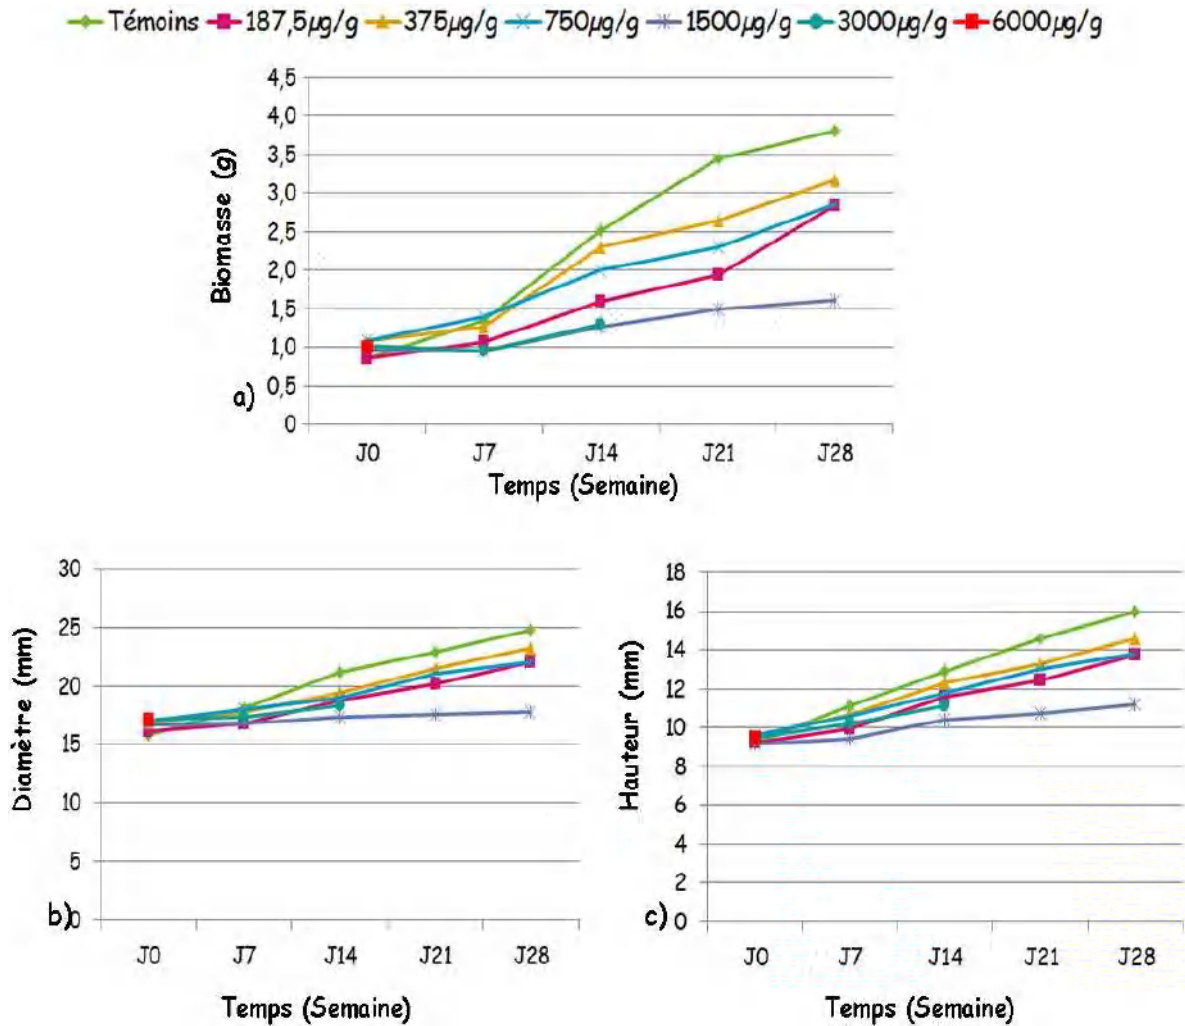 Témoins 187,5µg/g 375µg/g 750µg/g 1500µg/g 3000µg/g 6000µg/g
4,5
4,0
3,5
3,0
2,5
2,0
1,5
1,0
0,5
0
Biomasse (g)
a)
J0 J7 J14 J21 J28
Temps (Semaine)
30
25
20
15
10
5
0
Diamètre (mm)
b)
J0 J7 J14 J21 J28
Temps (Semaine)
18
16
14
12
10
8
6
4
2
0
Hauteur (mm)
c)
J0 J7 J14 J21 J28
Temps (Semaine)